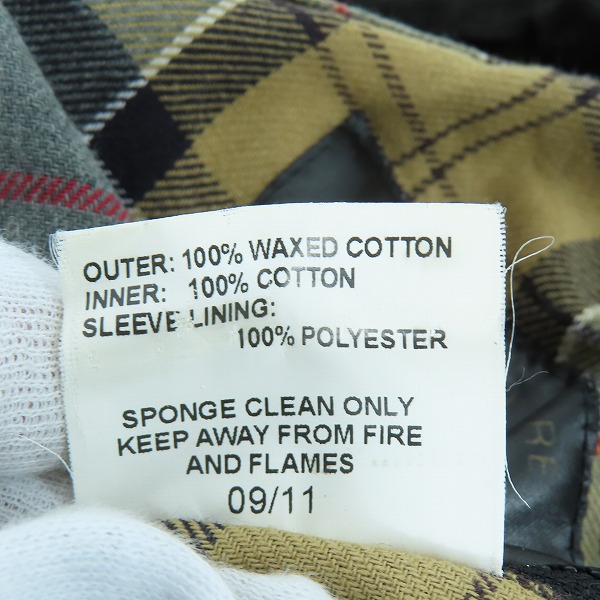 OUTER: 100% WAXED COTTON
INNER: 100% COTTON
SLEEVE LINING:
100% POLYESTER
SPONGE CLEAN ONLY
KEEP AWAY FROM FIRE
AND FLAMES
09/11
RE